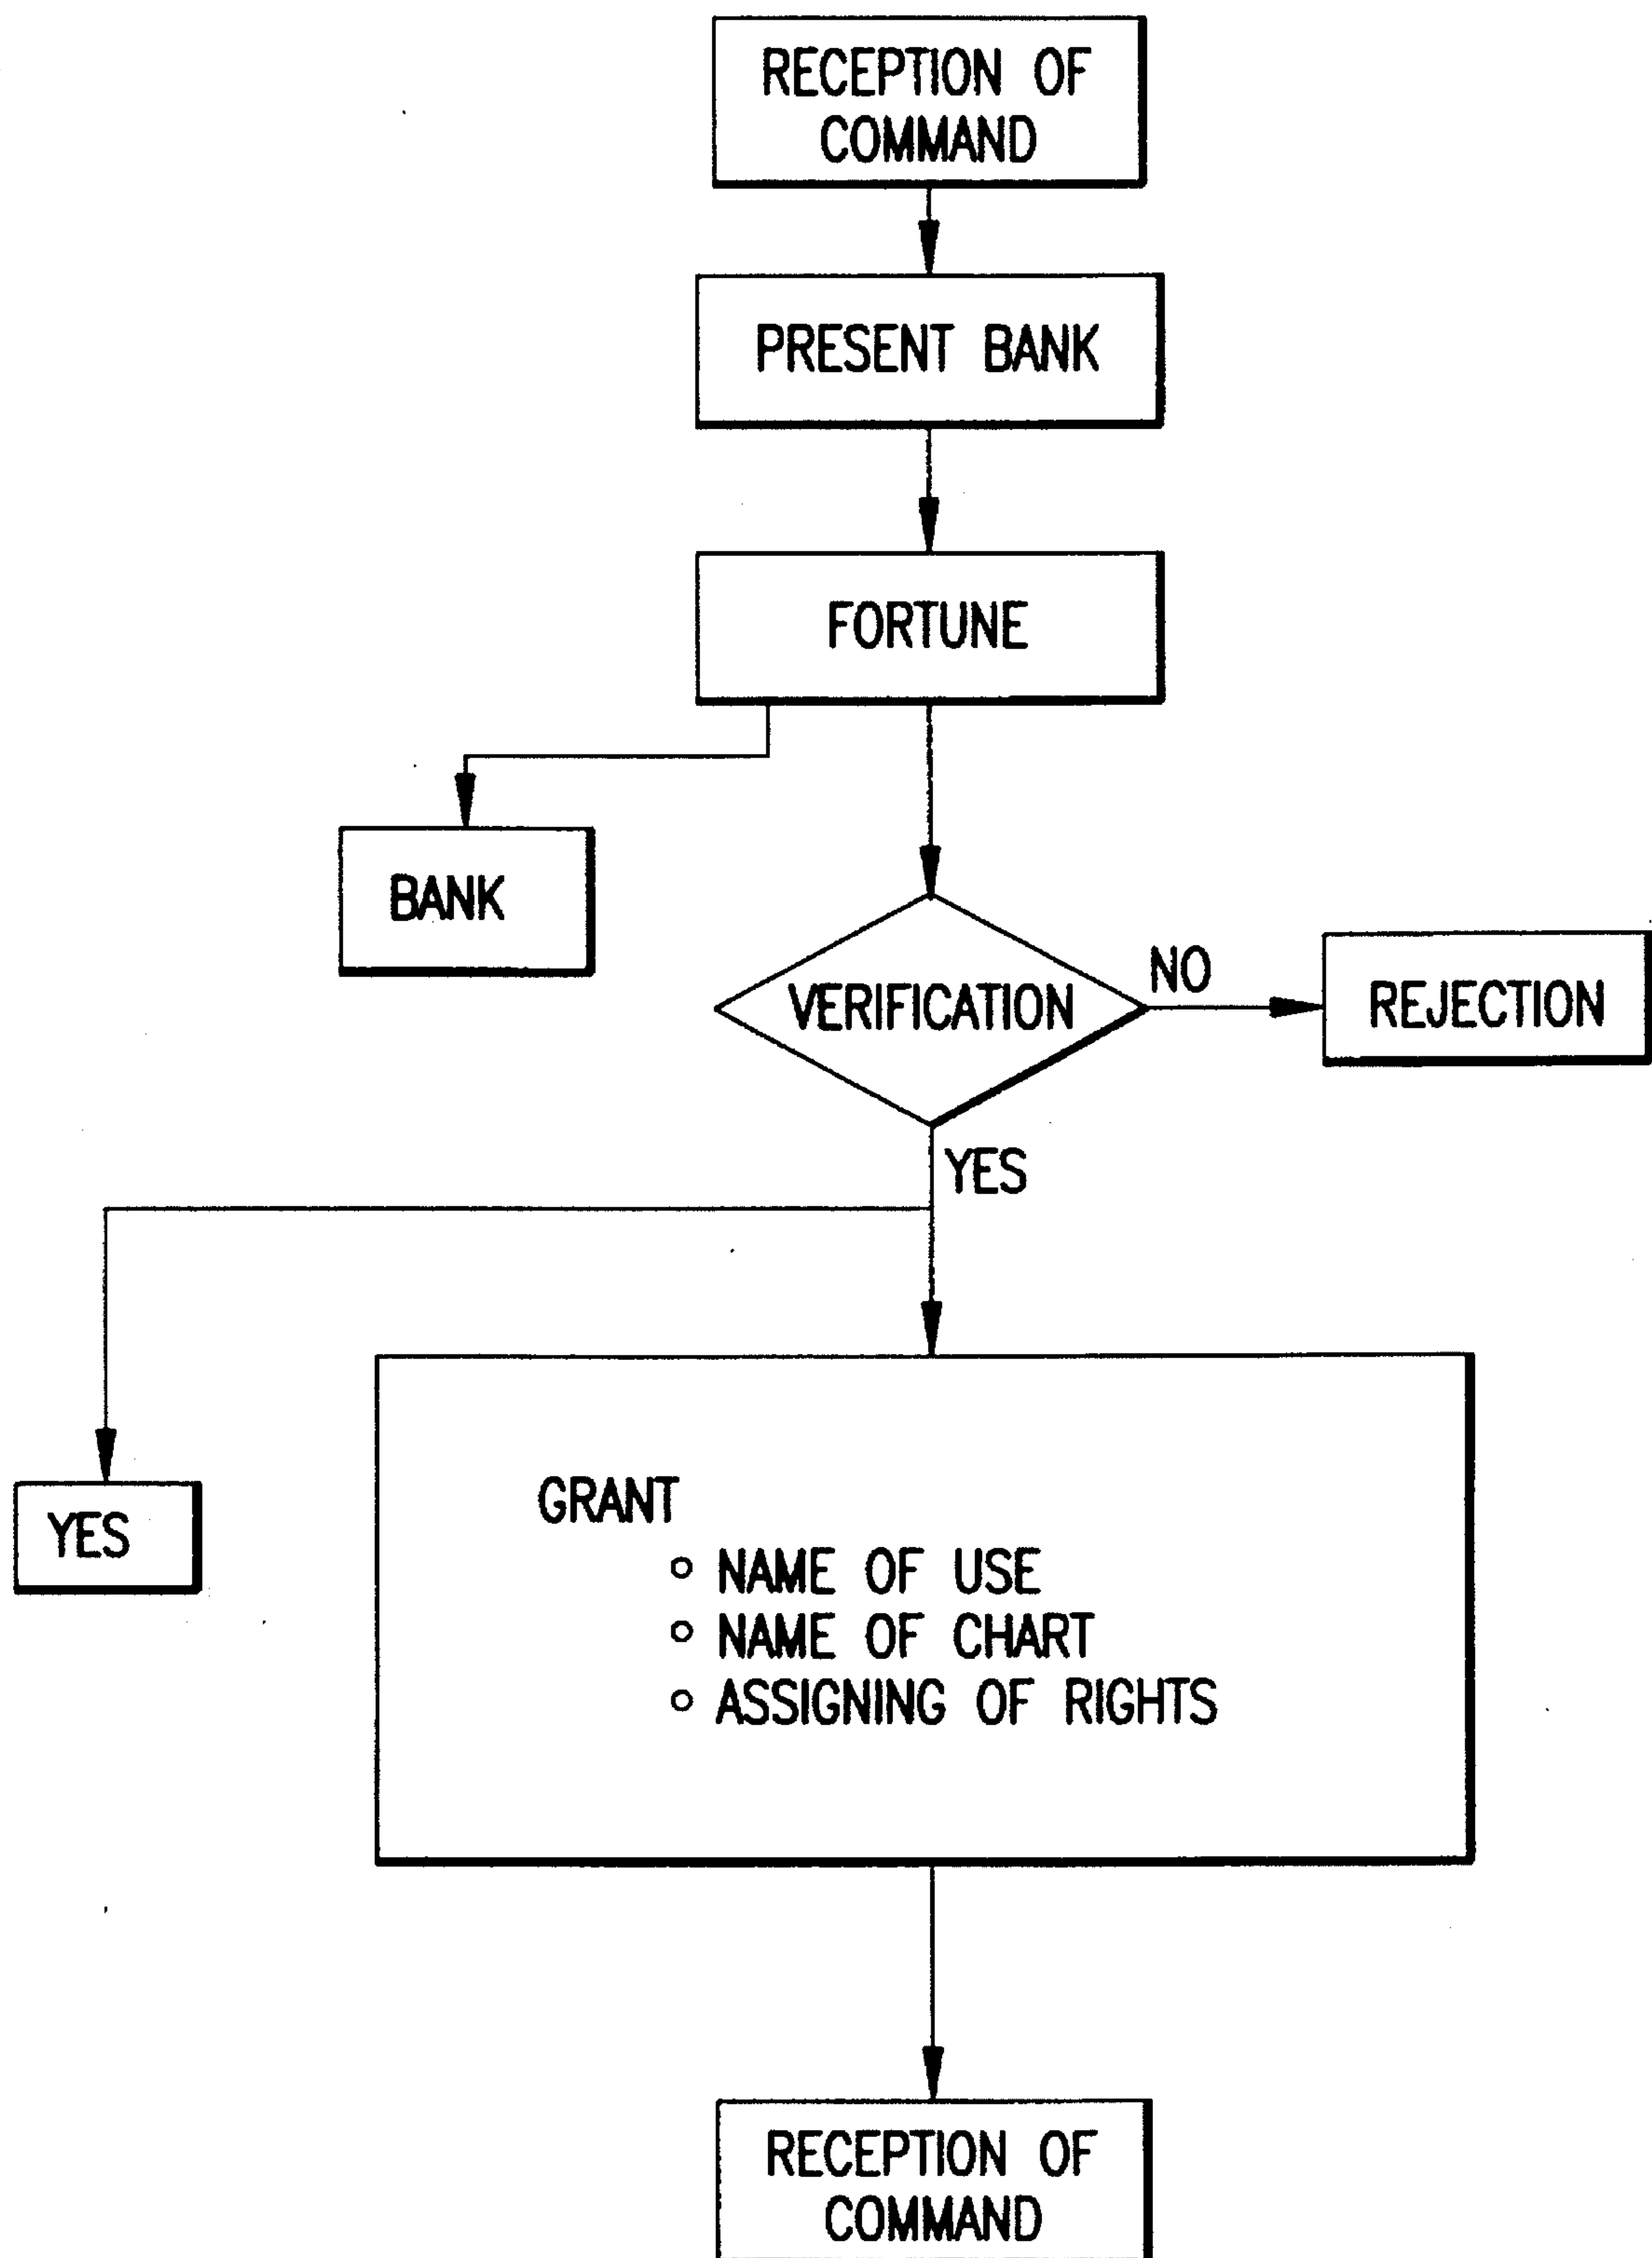 RECEPTION OF
COMMAND
PRESENT BANK
FORTUNE
BANK
VERIFICATION
NO
REJECTION
YES
YES
GRANT
○ NAME OF USE
○ NAME OF CHART
○ ASSIGNING OF RIGHTS
RECEPTION OF
COMMAND